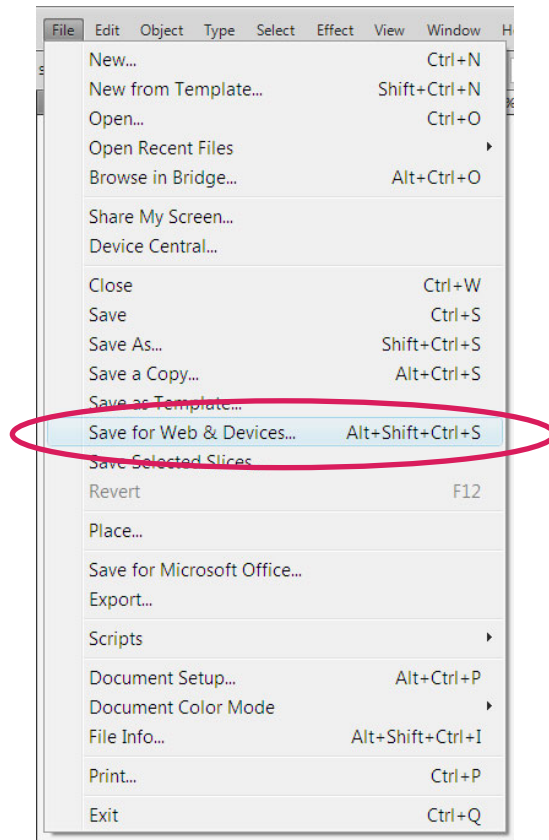 File Edit Object Type Select Effect View Window
New... Ctrl+N
New from Template... Shift+Ctrl+N
Open... Ctrl+O
Open Recent Files
Browse in Bridge... Alt+Ctrl+O
Share My Screen...
Device Central...
Close Ctrl+W
Save Ctrl+S
Save As... Shift+Ctrl+S
Save a Copy... Alt+Ctrl+S
Save as Template...
Save for Web & Devices... Alt+Shift+Ctrl+S
Save Selected Slices
Revert F12
Place...
Save for Microsoft Office...
Export...
Scripts
Document Setup... Alt+Ctrl+P
Document Color Mode
File Info... Alt+Shift+Ctrl+I
Print... Ctrl+P
Exit Ctrl+Q